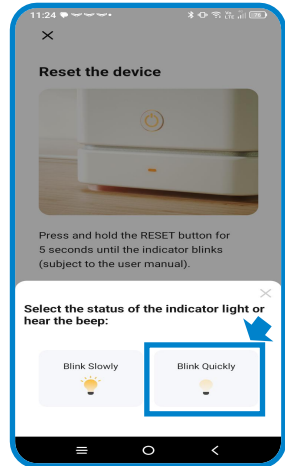 11:24
Reset the device
Press and hold the RESET button for
5 seconds until the indicator blinks
(subject to the user manual).
Select the status of the indicator light or
hear the beep:
Blink Slowly
Blink Quickly